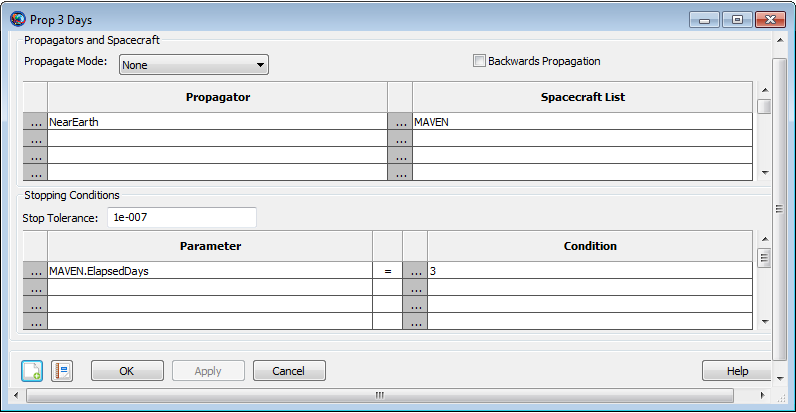 Prop 3 Days
Propagators and Spacecraft
Propagate Mode: None Backwards Propagation
Propagator Spacecraft List
... NearEarth ... MAVEN
... ...
... ...
... ...
Stopping Conditions
Stop Tolerance: 1e-007
Parameter Condition
... MAVEN.ElapsedDays = ... 3
... ...
... ...
... ...
OK Apply Cancel Help